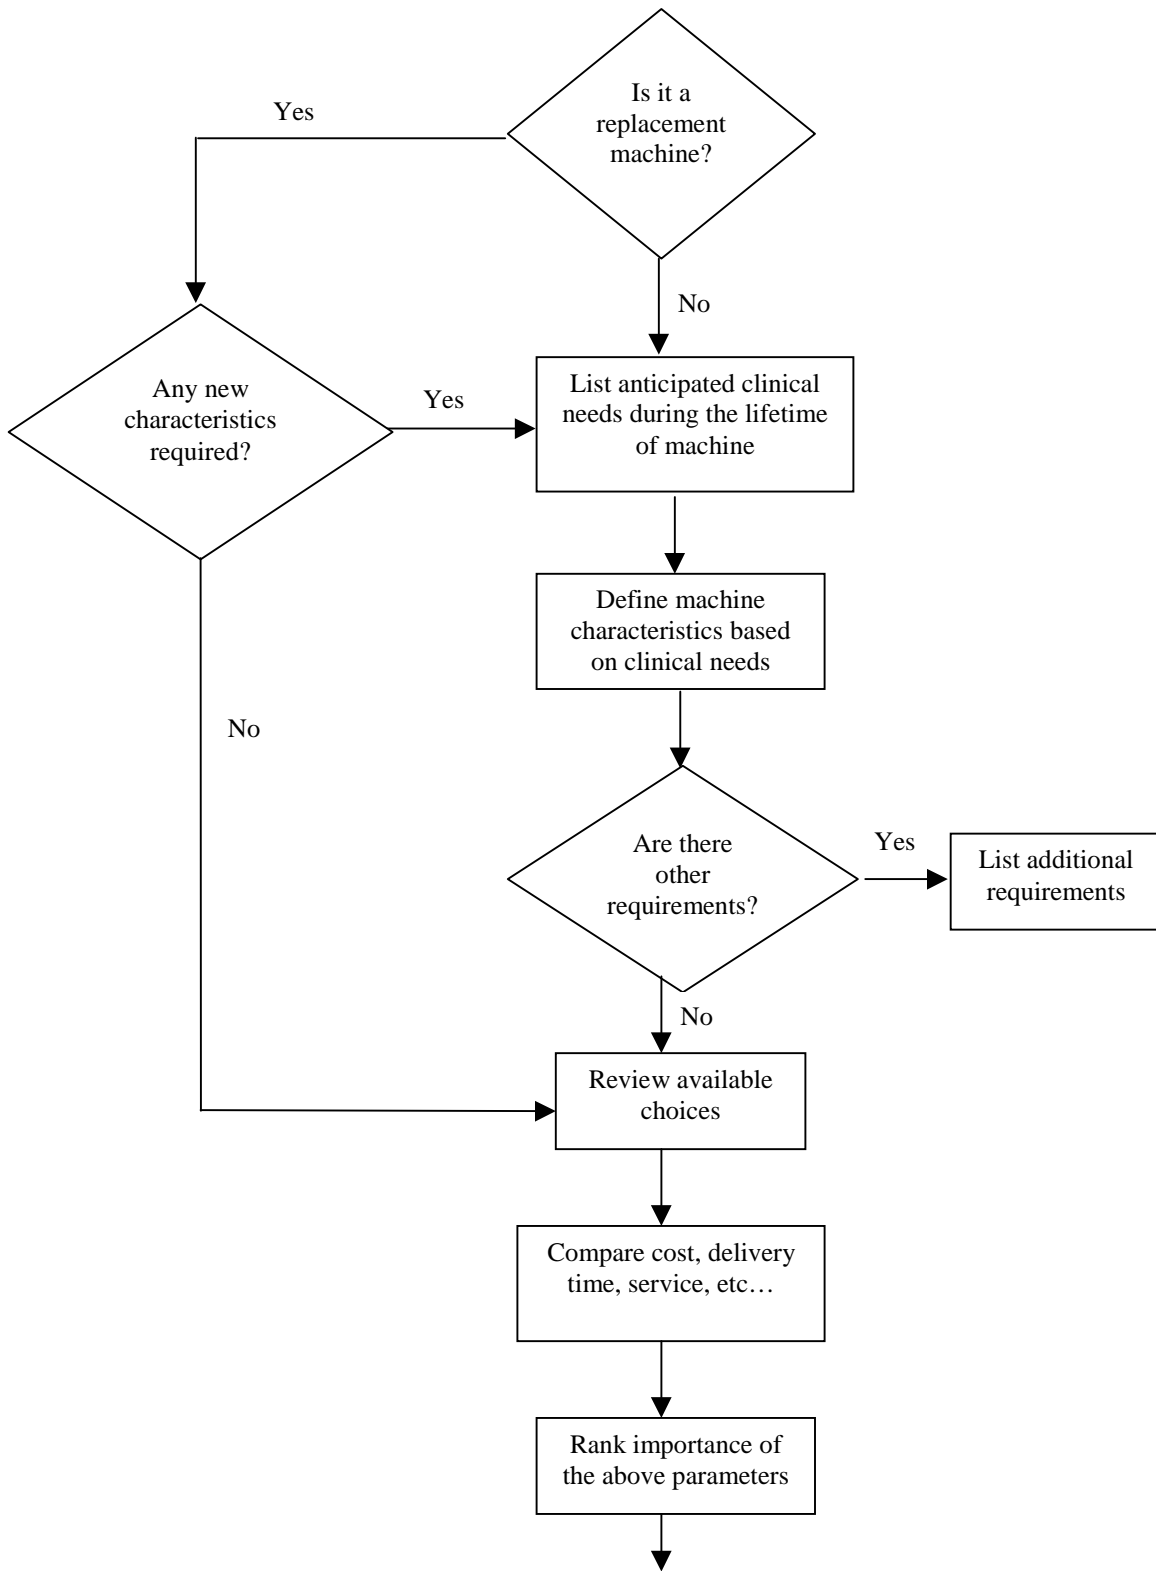 Is it a
replacement
machine?
Yes
No
Any new
characteristics
required?
Yes
List anticipated clinical
needs during the lifetime
of machine
Define machine
characteristics based
on clinical needs
No
Are there
other
requirements?
Yes
List additional
requirements
No
Review available
choices
Compare cost, delivery
time, service, etc…
Rank importance of
the above parameters